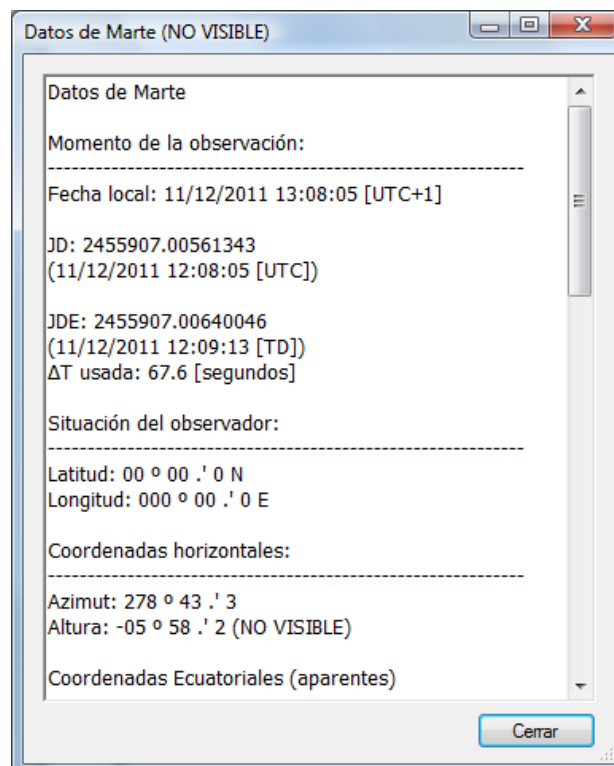 Datos de Marte (NO VISIBLE)
Datos de Marte
Momento de la observación:
------------------------------------------------------------
Fecha local: 11/12/2011 13:08:05 [UTC+1]
JD: 2455907.00561343
(11/12/2011 12:08:05 [UTC])
JDE: 2455907.00640046
(11/12/2011 12:09:13 [TD])
ΔT usada: 67.6 [segundos]
Situación del observador:
------------------------------------------------------------
Latitud: 00 º 00 .' 0 N
Longitud: 000 º 00 .' 0 E
Coordenadas horizontales:
------------------------------------------------------------
Azimut: 278 º 43 .' 3
Altura: -05 º 58 .' 2 (NO VISIBLE)
Coordenadas Ecuatoriales (aparentes)
Cerrar